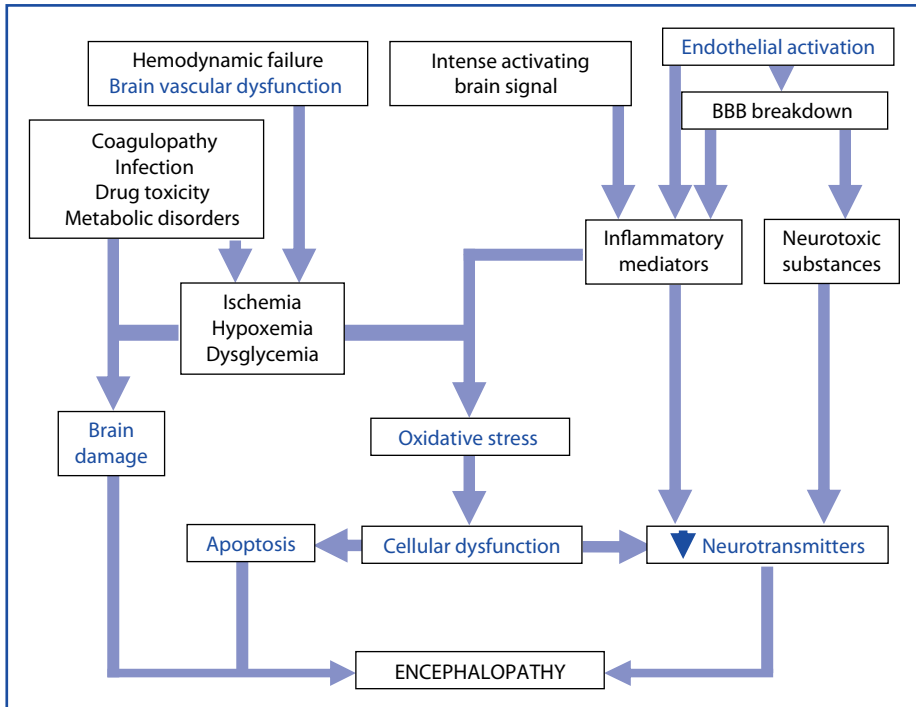 Hemodynamic failure
Brain vascular dysfunction
Intense activating
brain signal
Endothelial activation
BBB breakdown
Coagulopathy
Infection
Drug toxicity
Metabolic disorders
Inflammatory
mediators
Neurotoxic
substances
Ischemia
Hypoxemia
Dysglycemia
Brain
damage
Oxidative stress
Apoptosis
Cellular dysfunction
Neurotransmitters
ENCEPHALOPATHY